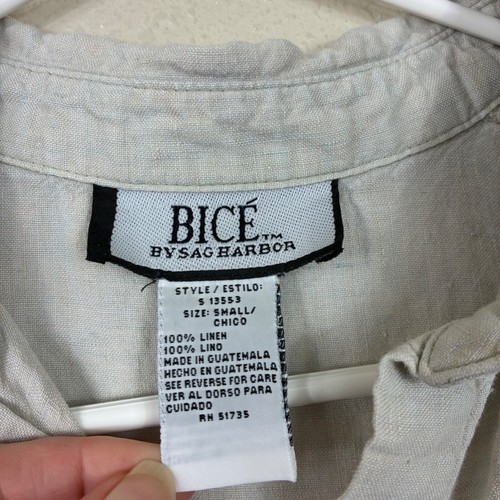 BICÉ™
BY SAG HARBOR
STYLE / ESTILO:
S 13553
SIZE: SMALL/
CHICO
100% LINEN
100% LINO
MADE IN GUATEMALA
HECHO EN GUATEMALA
SEE REVERSE FOR CARE
VER AL DORSO PARA
CUIDADO
RN 51735